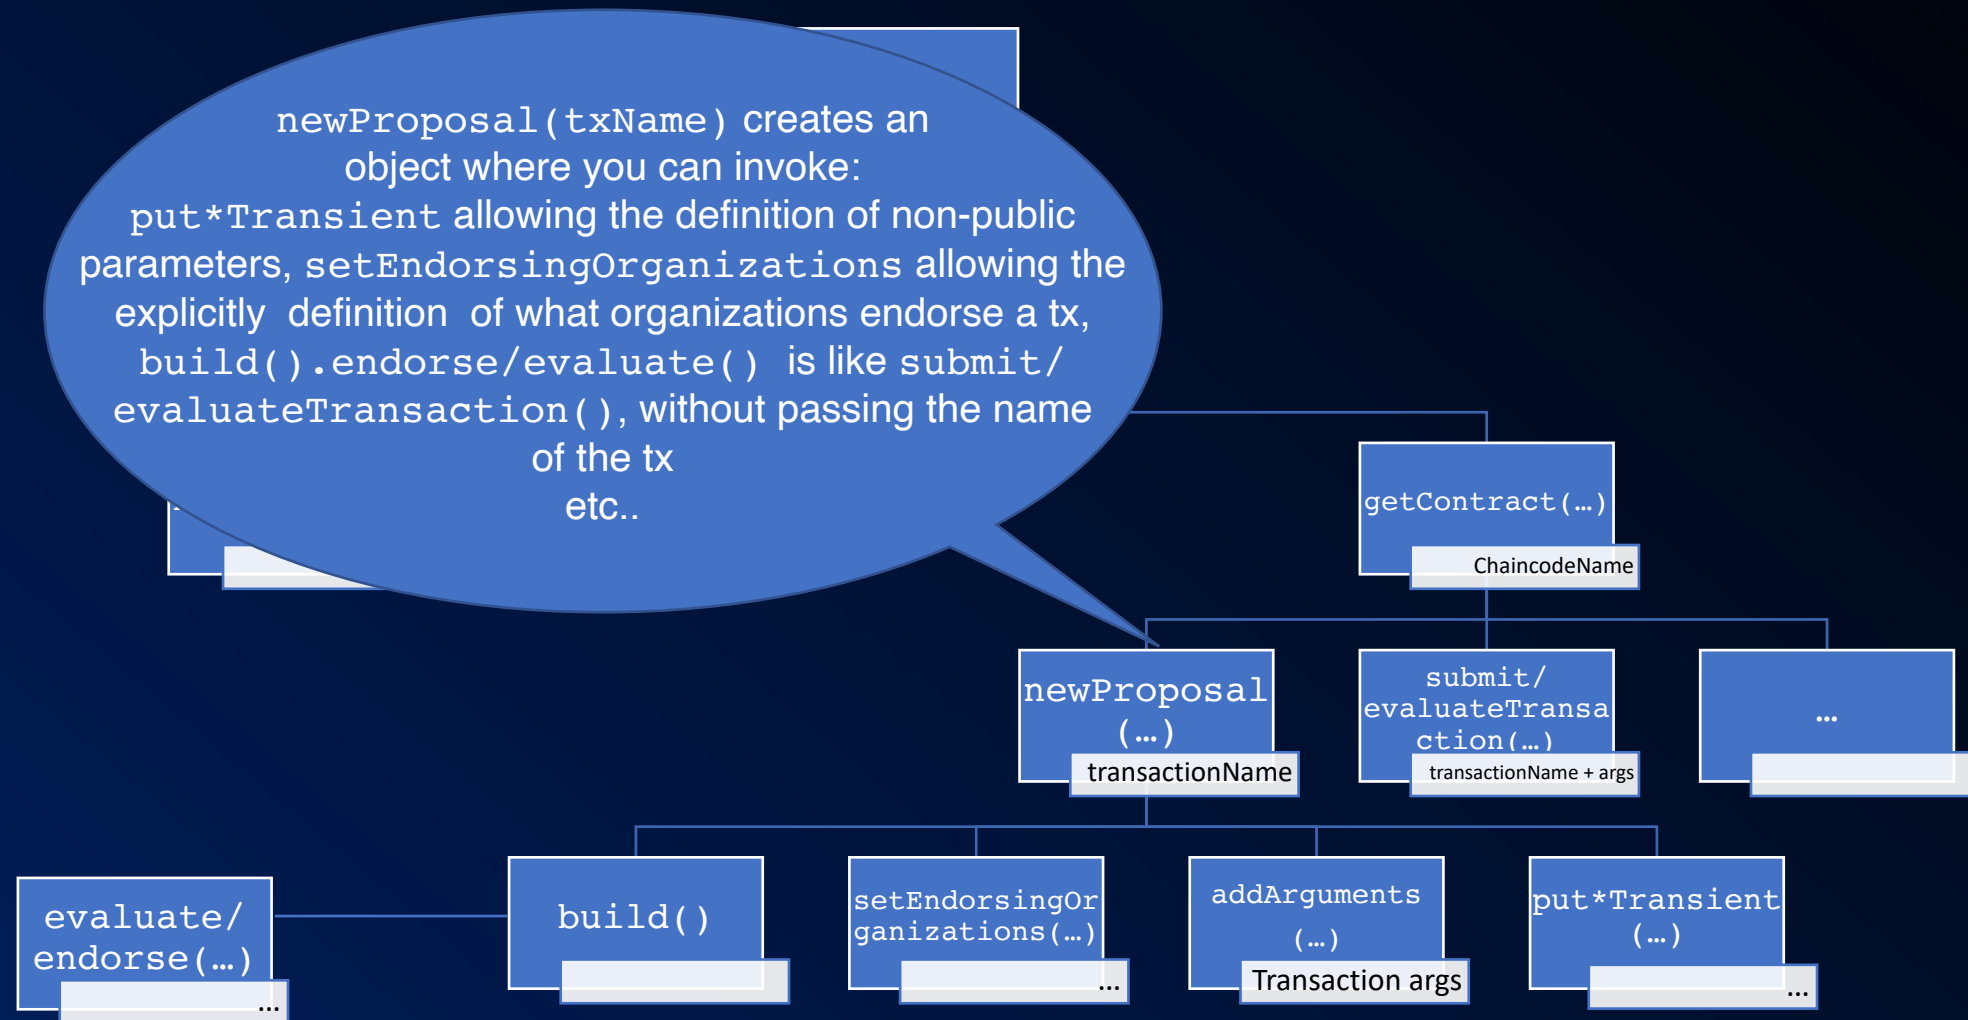 newProposal(txName) creates an
object where you can invoke:
put*Transient allowing the definition of non-public
parameters, setEndorsingOrganizations allowing the
explicitly  definition  of what organizations endorse a tx,
build().endorse/evaluate()  is like submit/
evaluateTransaction(), without passing the name
of the tx
etc..
getContract(…)
ChaincodeName
newProposal
(…)
transactionName
submit/
evaluateTransa
ction(…)
transactionName + args
…
evaluate/
endorse(…)
...
build()
setEndorsingOr
ganizations(…)
...
addArguments
(…)
Transaction args
put*Transient
(…)
...